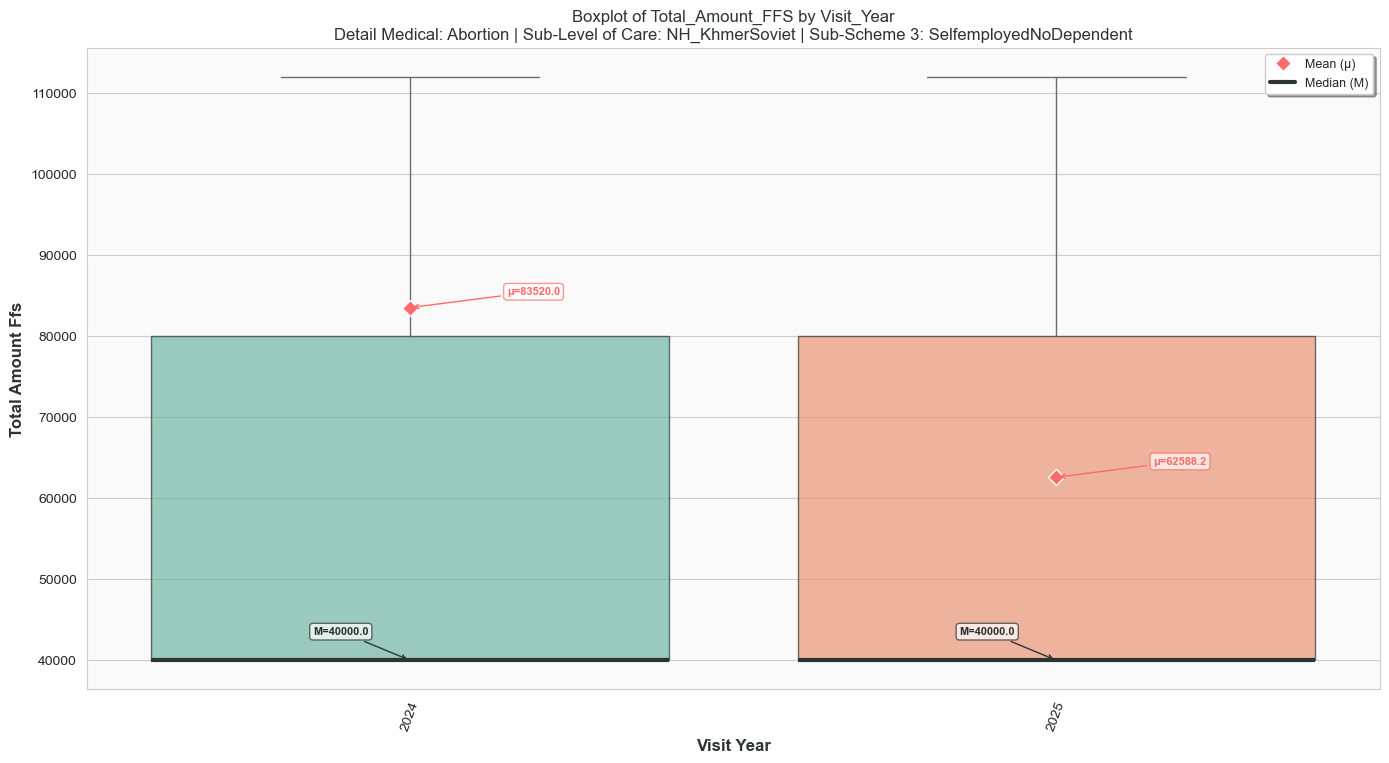 Boxplot of Total_Amount_FFS by Visit_Year
Detail Medical: Abortion | Sub-Level of Care: NH_KhmerSoviet | Sub-Scheme 3: SelfemployedNoDependent
Mean (μ)
Median (M)
Total Amount Ffs
110000
100000
90000
80000
70000
60000
50000
40000
μ=83520.0
μ=62588.2
M=40000.0
M=40000.0
2024
2025
Visit Year